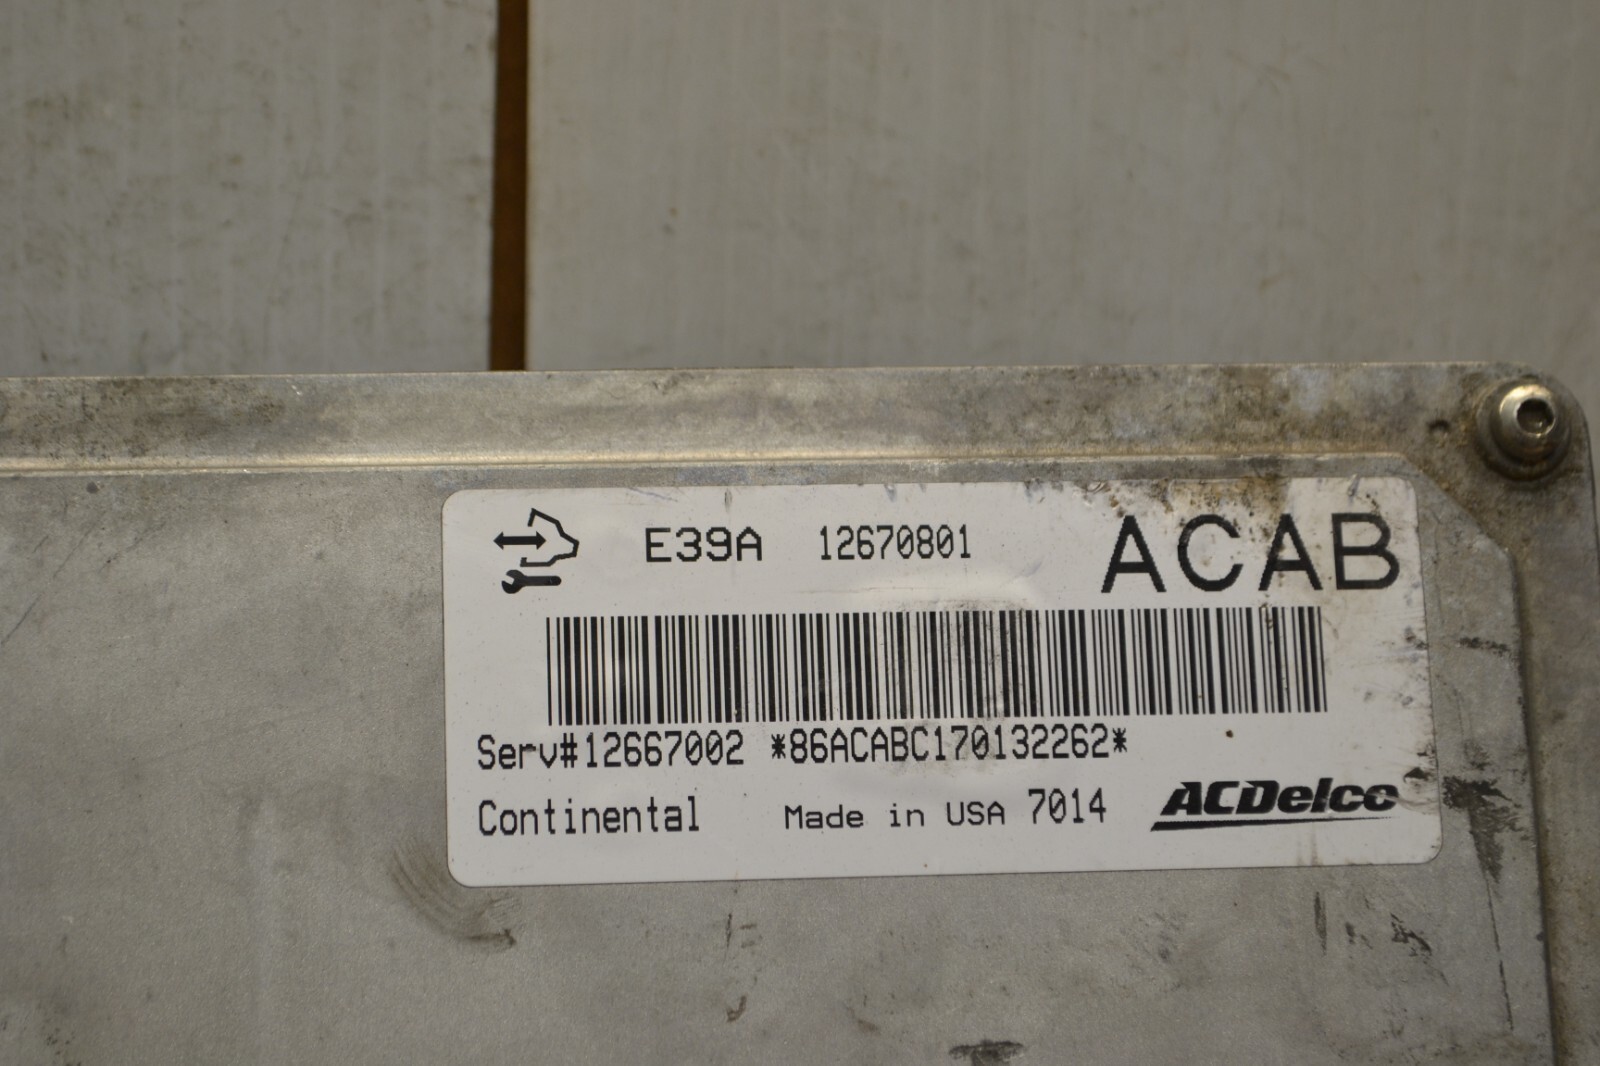 E39A 12670801 ACAB
Serv#12667002 *86ACABC170132262*
Continental Made in USA 7014 ACDelco